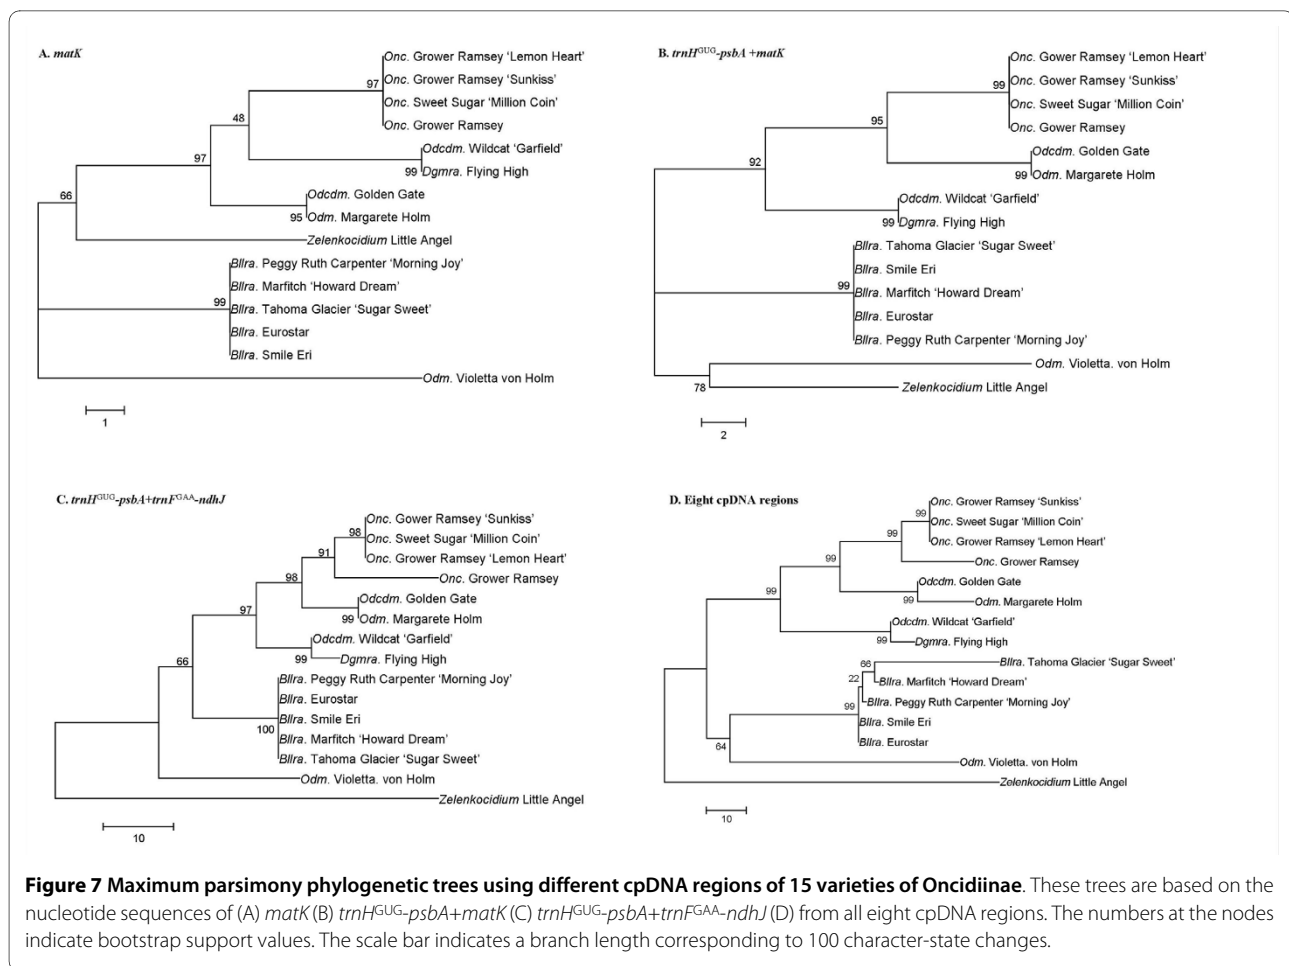 A. matK
Onc. Grower Ramsey 'Lemon Heart'
Onc. Grower Ramsey 'Sunkiss'
97
Onc. Sweet Sugar 'Million Coin'
Onc. Grower Ramsey
48
Odcdm. Wildcat 'Garfield'
97
99 Dgmra. Flying High
66
Odcdm. Golden Gate
95 Odm. Margarete Holm
Zelenkocidium Little Angel
Bllra. Peggy Ruth Carpenter 'Morning Joy'
Bllra. Marfitch 'Howard Dream'
99
Bllra. Tahoma Glacier 'Sugar Sweet'
Bllra. Eurostar
Bllra. Smile Eri
Odm. Violetta von Holm
1
B. trnHGUG-psbA +matK
Onc. Gower Ramsey 'Lemon Heart'
99
Onc. Gower Ramsey 'Sunkiss'
Onc. Sweet Sugar 'Million Coin'
95
Onc. Gower Ramsey
Odcdm. Golden Gate
92
99 Odm. Margarete Holm
Odcdm. Wildcat 'Garfield'
99 Dgmra. Flying High
Bllra. Tahoma Glacier 'Sugar Sweet'
Bllra. Smile Eri
99
Bllra. Marfitch 'Howard Dream'
Bllra. Eurostar
Bllra. Peggy Ruth Carpenter 'Morning Joy'
Odm. Violetta. von Holm
78
Zelenkocidium Little Angel
2
C. trnHGUG-psbA+trnFGAA-ndhJ
Onc. Gower Ramsey 'Sunkiss'
98
Onc. Sweet Sugar 'Million Coin'
91
Onc. Grower Ramsey 'Lemon Heart'
98
Onc. Grower Ramsey
Odcdm. Golden Gate
97
99 Odm. Margarete Holm
Odcdm. Wildcat 'Garfield'
99
Dgmra. Flying High
66
Bllra. Peggy Ruth Carpenter 'Morning Joy'
Bllra. Eurostar
Bllra. Smile Eri
100
Bllra. Marfitch 'Howard Dream'
Bllra. Tahoma Glacier 'Sugar Sweet'
Odm. Violetta. von Holm
Zelenkocidium Little Angel
10
D. Eight cpDNA regions
Onc. Grower Ramsey 'Sunkiss'
99
Onc. Sweet Sugar 'Million Coin'
99
Onc. Grower Ramsey 'Lemon Heart'
99
Onc. Grower Ramsey
Odcdm. Golden Gate
99
99
Odm. Margarete Holm
Odcdm. Wildcat 'Garfield'
99
Dgmra. Flying High
66
Bllra. Tahoma Glacier 'Sugar Sweet'
22
Bllra. Marfitch 'Howard Dream'
99
Bllra. Peggy Ruth Carpenter 'Morning Joy'
Bllra. Smile Eri
Bllra. Eurostar
64
Odm. Violetta. von Holm
Zelenkocidium Little Angel
10
Figure 7 Maximum parsimony phylogenetic trees using different cpDNA regions of 15 varieties of Oncidiinae. These trees are based on the
nucleotide sequences of (A) matK (B) trnHGUG-psbA+matK (C) trnHGUG-psbA+trnFGAA-ndhJ (D) from all eight cpDNA regions. The numbers at the nodes
indicate bootstrap support values. The scale bar indicates a branch length corresponding to 100 character-state changes.